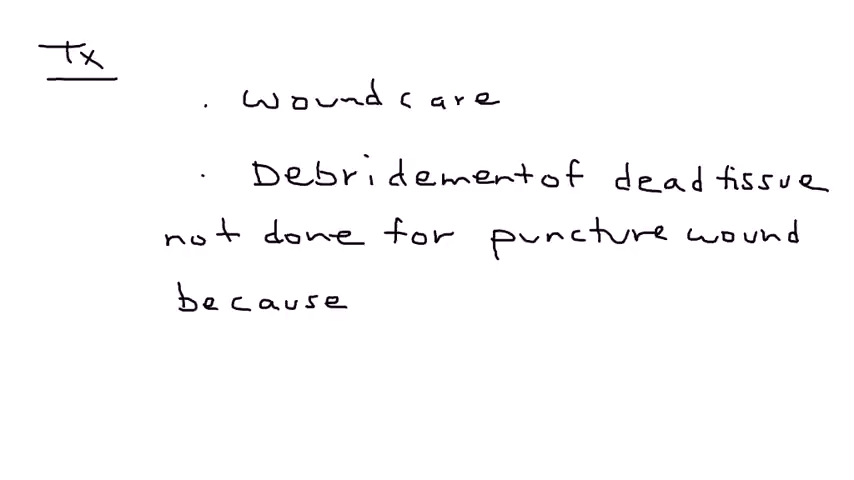 Tx
. wound care
. Debridement of dead tissue
not done for puncture wound
because